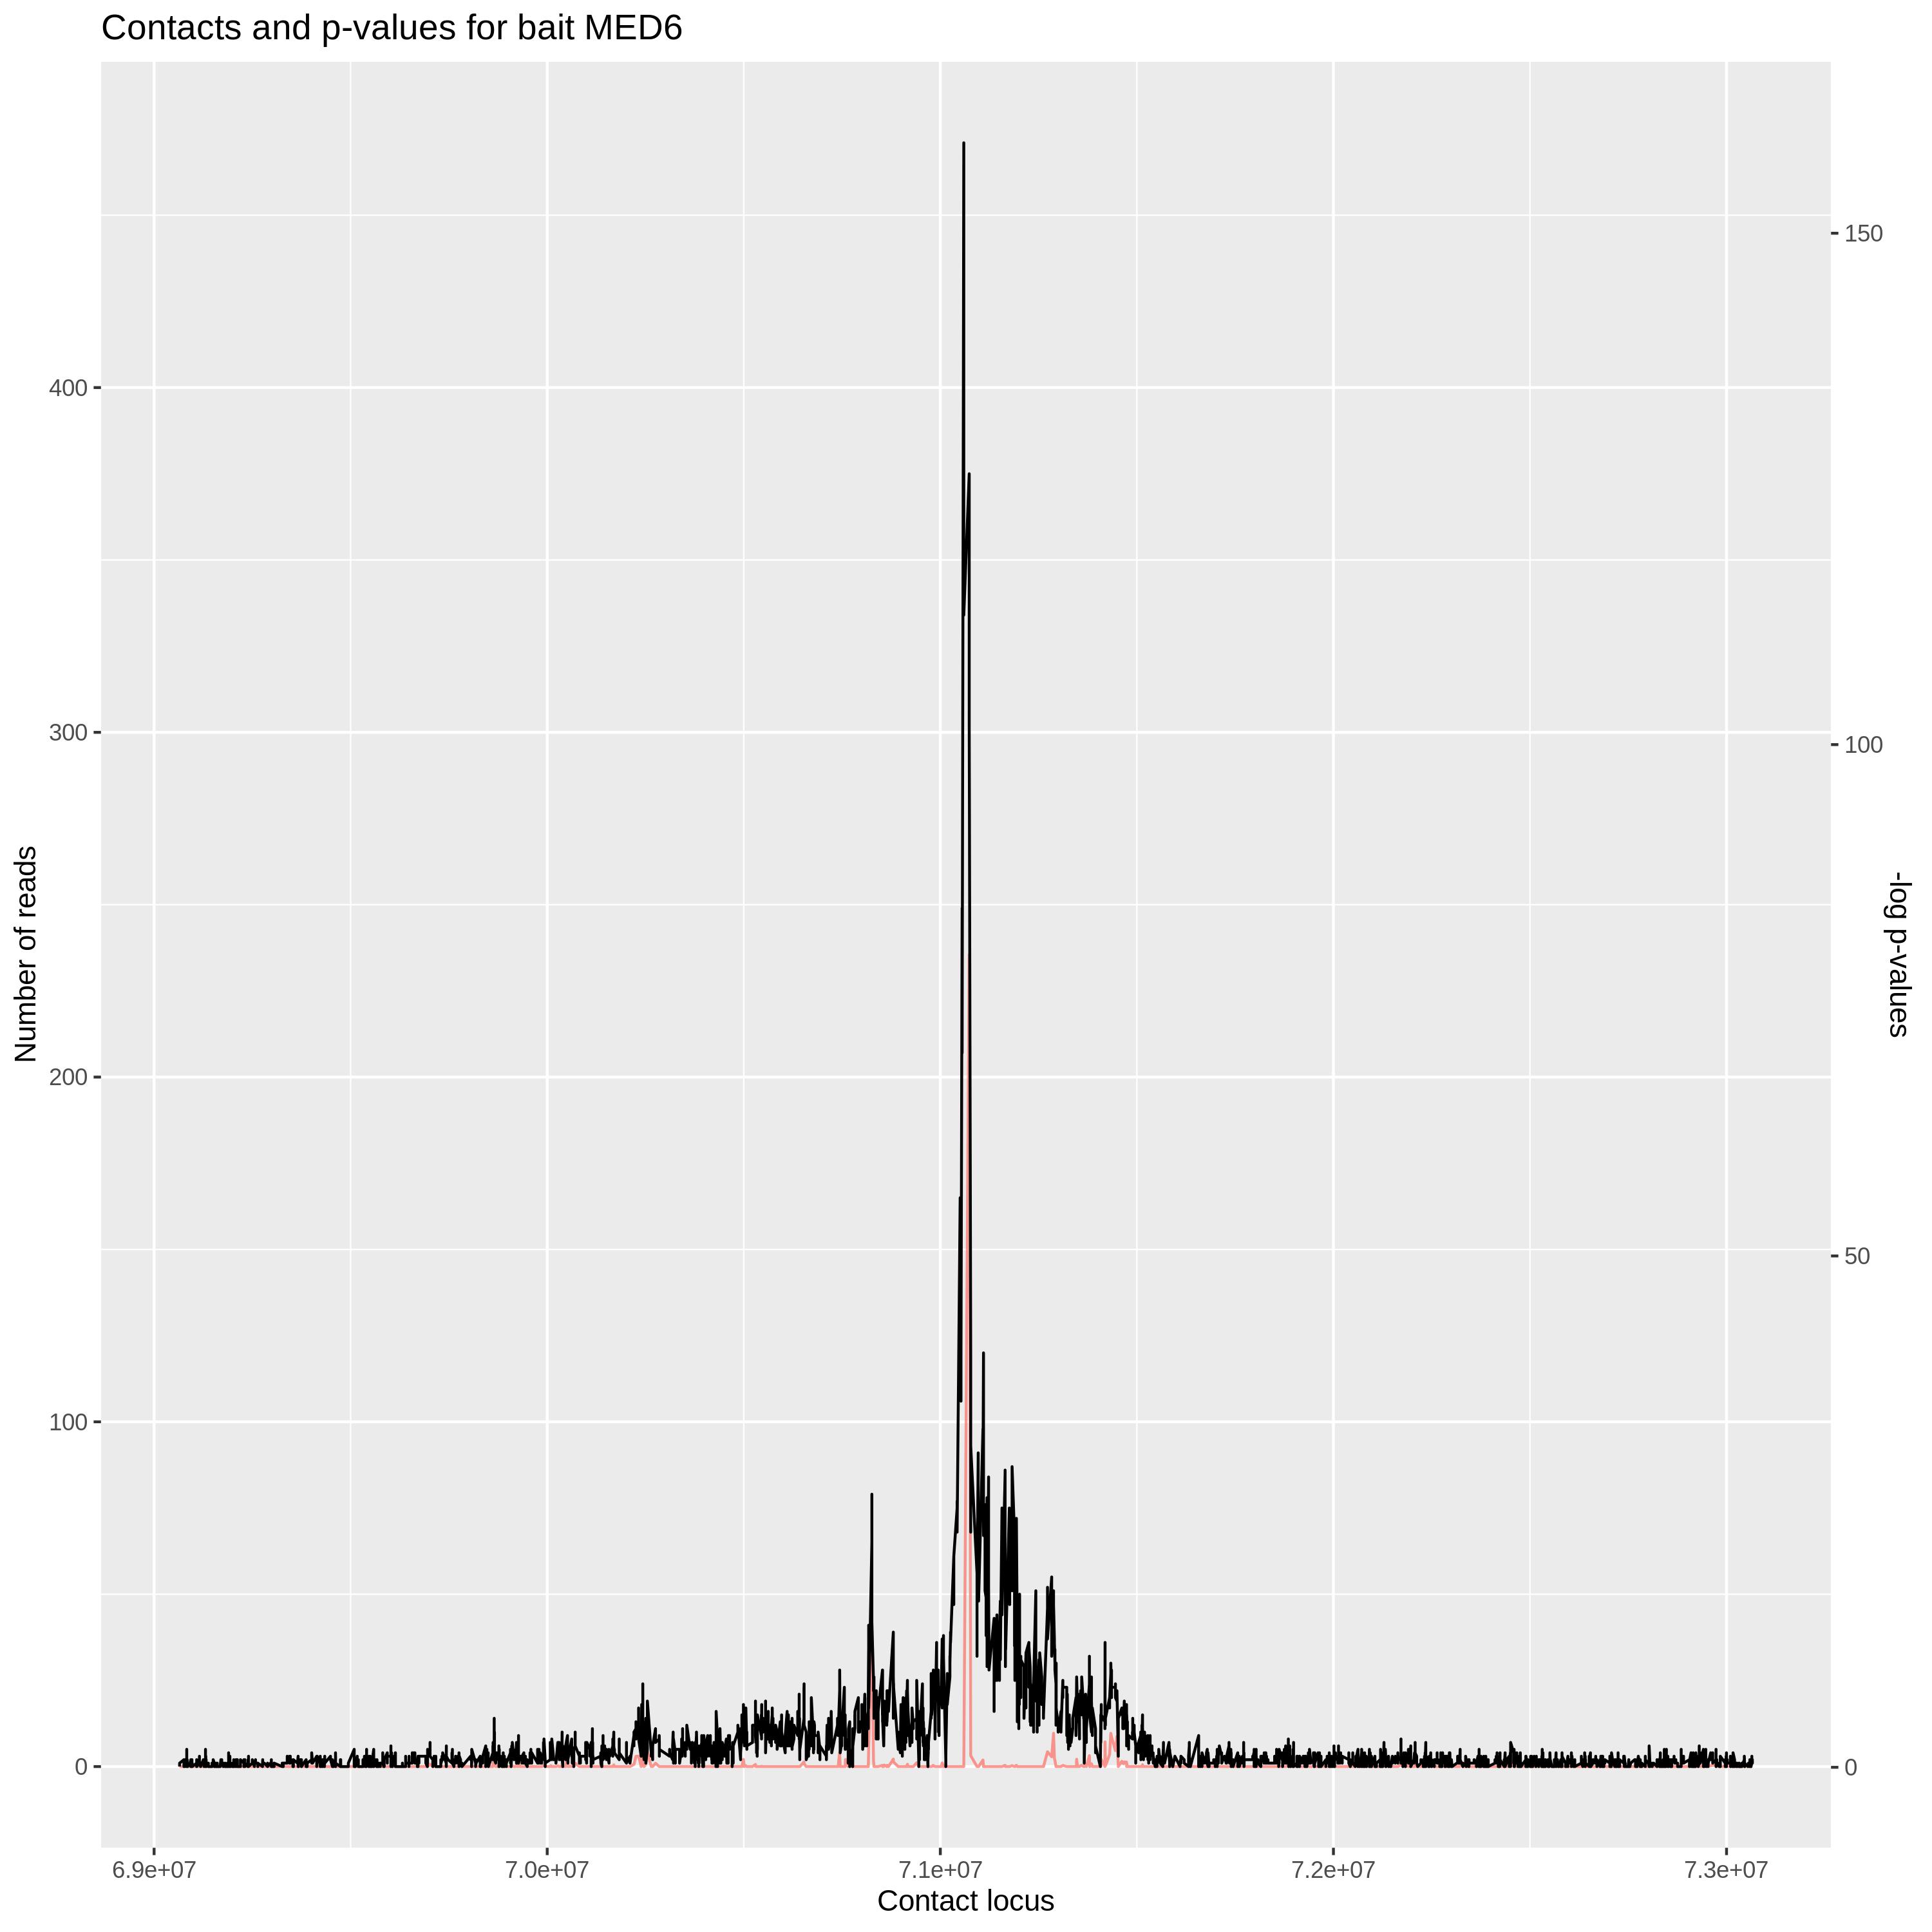 Contacts and p-values for bait MED6
Number of reads
400
300
200
100
0
150
100
50
0
-log p-values
6.9e+07 7.0e+07 7.1e+07 7.2e+07 7.3e+07
Contact locus